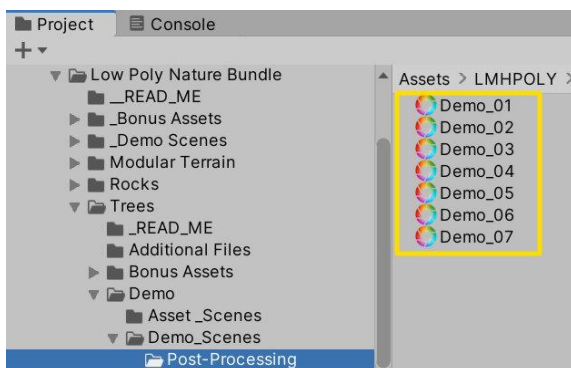 Project
Console
Low Poly Nature Bundle
__READ_ME
_Bonus Assets
_Demo Scenes
Modular Terrain
Rocks
Trees
_READ_ME
Additional Files
Bonus Assets
Demo
Asset _Scenes
Demo_Scenes
Post-Processing
Assets > LMHPOLY >
Demo_01
Demo_02
Demo_03
Demo_04
Demo_05
Demo_06
Demo_07